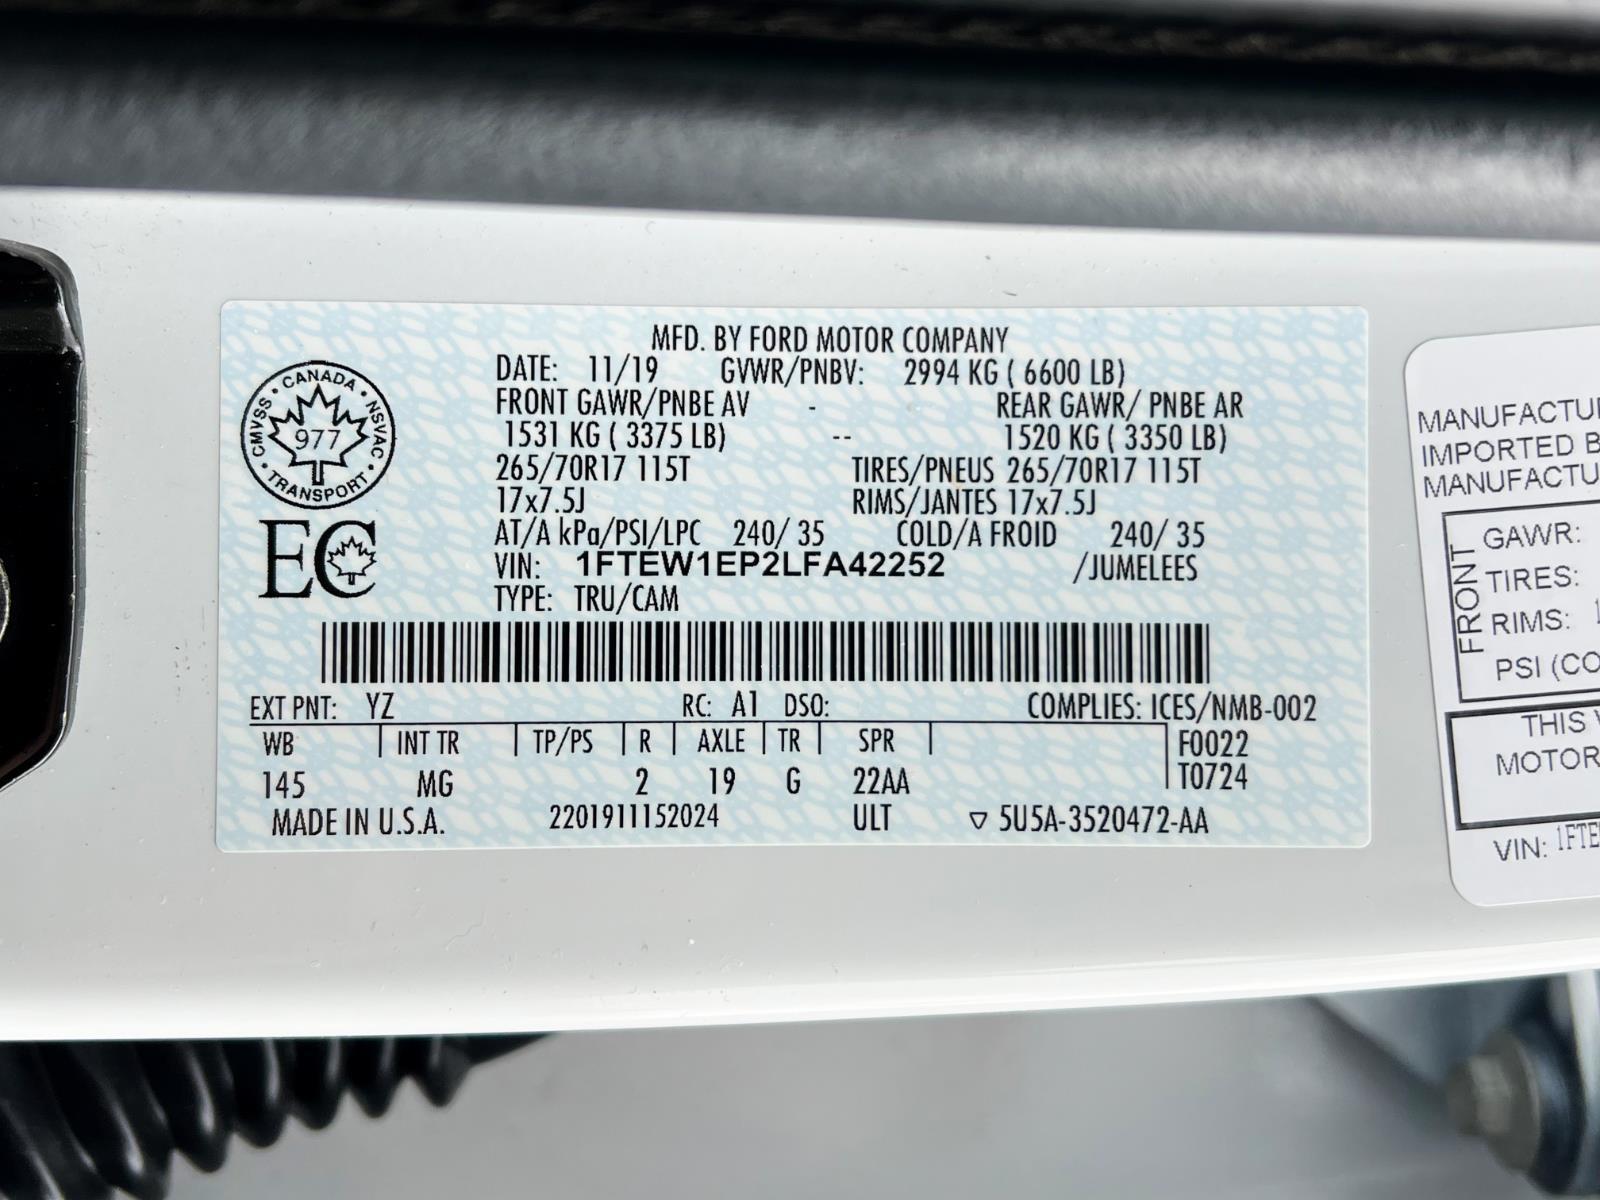 MFD. BY FORD MOTOR COMPANY
DATE: 11/19 GVWR/PNBV: 2994 KG ( 6600 LB)
FRONT GAWR/PNBE AV - REAR GAWR/ PNBE AR
1531 KG ( 3375 LB) -- 1520 KG ( 3350 LB)
265/70R17 115T TIRES/PNEUS 265/70R17 115T
17x7.5J RIMS/JANTES 17x7.5J
AT/A kPa/PSI/LPC 240/ 35 COLD/A FROID 240/ 35
VIN: 1FTEW1EP2LFA42252 /JUMELEES
TYPE: TRU/CAM
CANADA
CMVSS 977 NSVAC
TRANSPORT
EC
EXT PNT: YZ RC: A1 DSO: COMPLIES: ICES/NMB-002
WB INT TR TP/PS R AXLE TR SPR F0022
145 MG 2 19 G 22AA T0724
MADE IN U.S.A. 2201911152024 ULT ▽ 5U5A-3520472-AA
MANUFACTU
IMPORTED B
MANUFACTU
FRONT
GAWR:
TIRES:
RIMS: 1
PSI (CO
THIS V
MOTOR
VIN: 1FTE